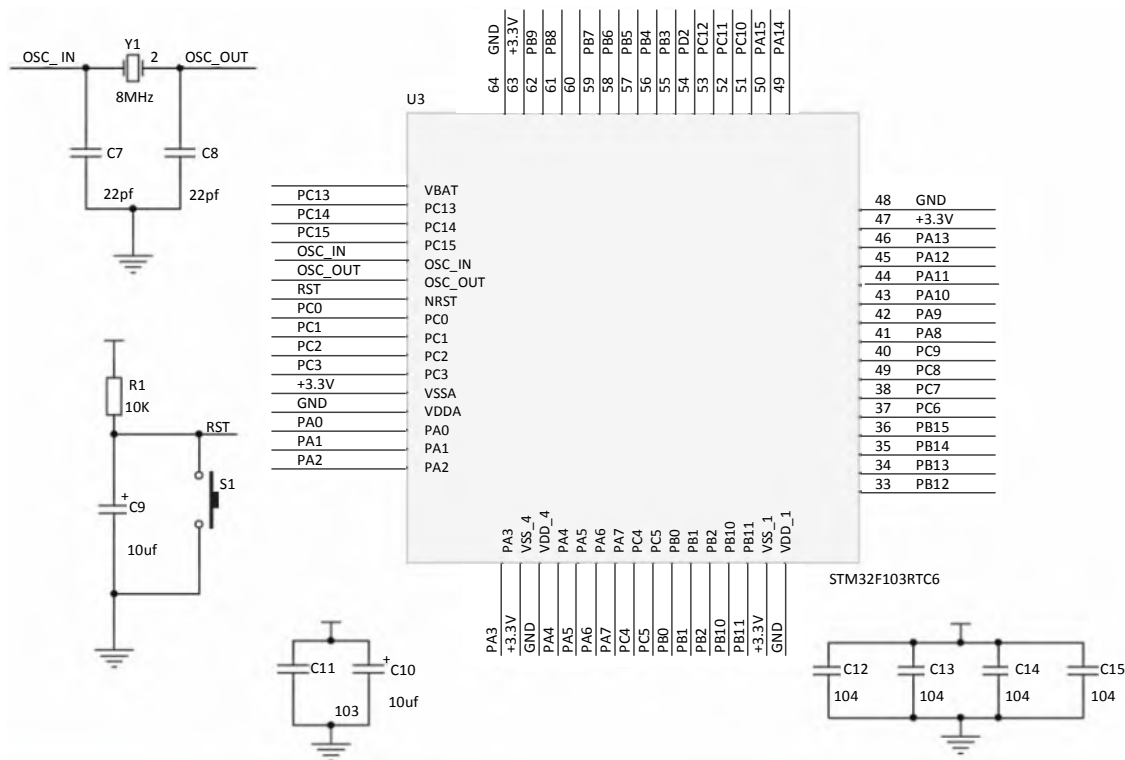 OSC_ IN
Y1
2
OSC_OUT
8MHz
C7
C8
22pf
22pf
R1
10K
RST
S1
+
C9
10uf
U3
64 GND
63 +3.3V
62 PB9
61 PB8
60
59 PB7
58 PB6
57 PB5
56 PB4
55 PB3
54 PD2
53 PC12
52 PC11
51 PC10
50 PA15
49 PA14
VBAT
PC13 PC13
PC14 PC14
PC15 PC15
OSC_IN OSC_IN
OSC_OUT OSC_OUT
RST NRST
PC0 PC0
PC1 PC1
PC2 PC2
PC3 PC3
+3.3V VSSA
GND VDDA
PA0 PA0
PA1 PA1
PA2 PA2
48 GND
47 +3.3V
46 PA13
45 PA12
44 PA11
43 PA10
42 PA9
41 PA8
40 PC9
49 PC8
38 PC7
37 PC6
36 PB15
35 PB14
34 PB13
33 PB12
PA3
VSS_4
VDD_4
PA4
PA5
PA6
PA7
PC4
PC5
PB0
PB1
PB2
PB10
PB11
VSS_1
VDD_1
PA3
+3.3V
GND
PA4
PA5
PA6
PA7
PC4
PC5
PB0
PB1
PB2
PB10
PB11
+3.3V
GND
STM32F103RTC6
C11
+
C10
103
10uf
C12
C13
C14
C15
104
104
104
104